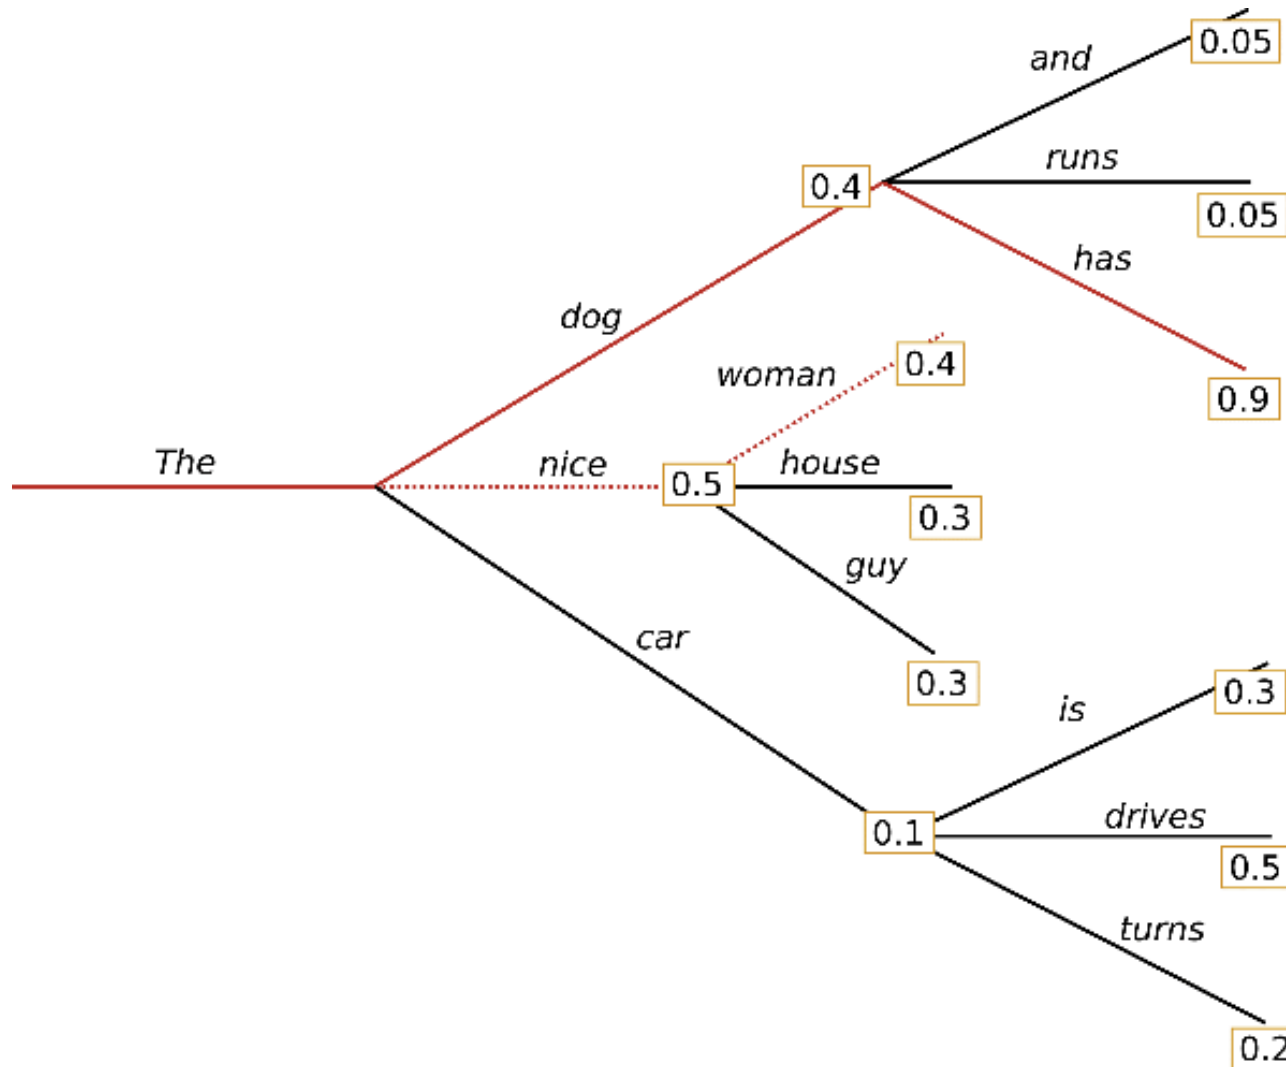 and
0.05
runs
0.4
0.05
has
dog
woman
0.4
0.9
The
nice
0.5
house
0.3
guy
car
0.3
is
0.3
drives
0.1
0.5
turns
0.2